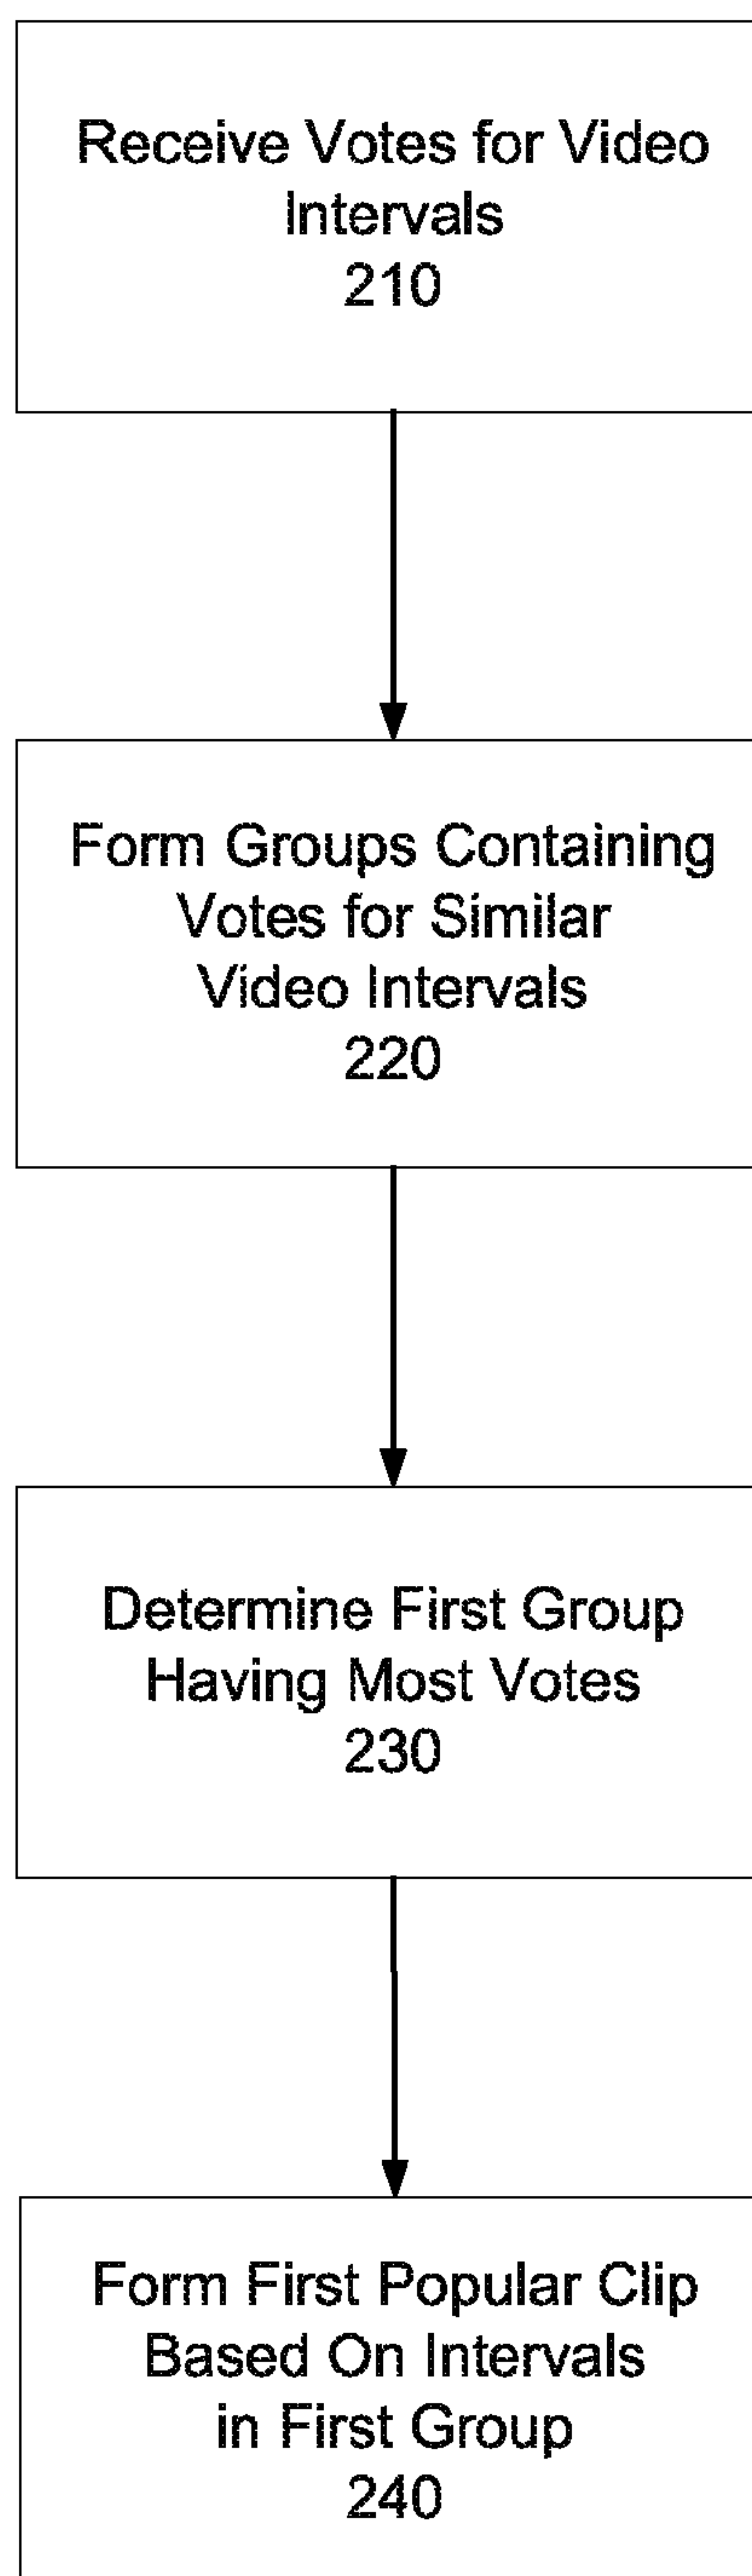 Receive Votes for Video
Intervals
210
Form Groups Containing
Votes for Similar
Video Intervals
220
Determine First Group
Having Most Votes
230
Form First Popular Clip
Based On Intervals
in First Group
240